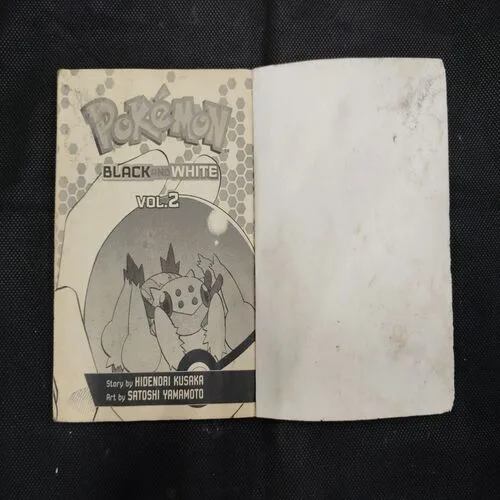 POKéMON
BLACK AND WHITE
VOL.2
Story by HIDENORI KUSAKA
Art by SATOSHI YAMAMOTO